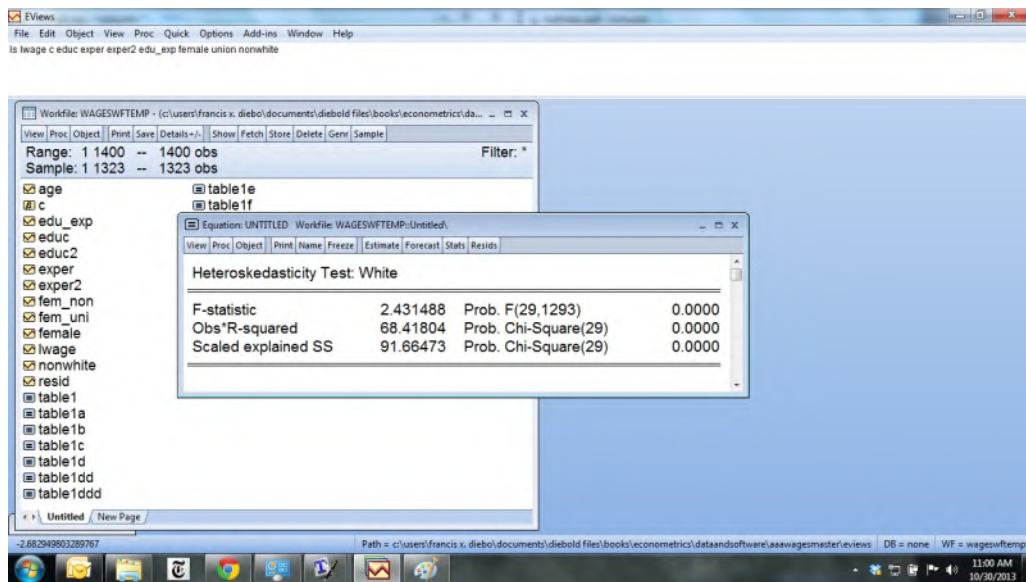 EViews
File Edit Object View Proc Quick Options Add-ins Window Help
ls lwage c educ exper exper2 edu_exp female union nonwhite
Workfile: WAGESWFTEMP - (c:\users\francis x. diebo\documents\diebold files\books\econometrics\da...
View Proc Object Print Save Details+/- Show Fetch Store Delete Genr Sample
Range: 1 1400 -- 1400 obs Filter: *
Sample: 1 1323 -- 1323 obs
age
c
edu_exp
educ
educ2
exper
exper2
fem_non
fem_uni
female
lwage
nonwhite
resid
table1
table1a
table1b
table1c
table1d
table1dd
table1ddd
table1e
table1f
Untitled New Page
Equation: UNTITLED Workfile: WAGESWFTEMP::Untitled\
View Proc Object Print Name Freeze Estimate Forecast Stats Resids
Heteroskedasticity Test: White
F-statistic 2.431488 Prob. F(29,1293) 0.0000
Obs*R-squared 68.41804 Prob. Chi-Square(29) 0.0000
Scaled explained SS 91.66473 Prob. Chi-Square(29) 0.0000
-2.682949803289767 Path = c:\users\francis x. diebo\documents\diebold files\books\econometrics\dataandsoftware\aaawagesmaster\eviews DB = none WF = wageswftemp
11:00 AM
10/30/2013